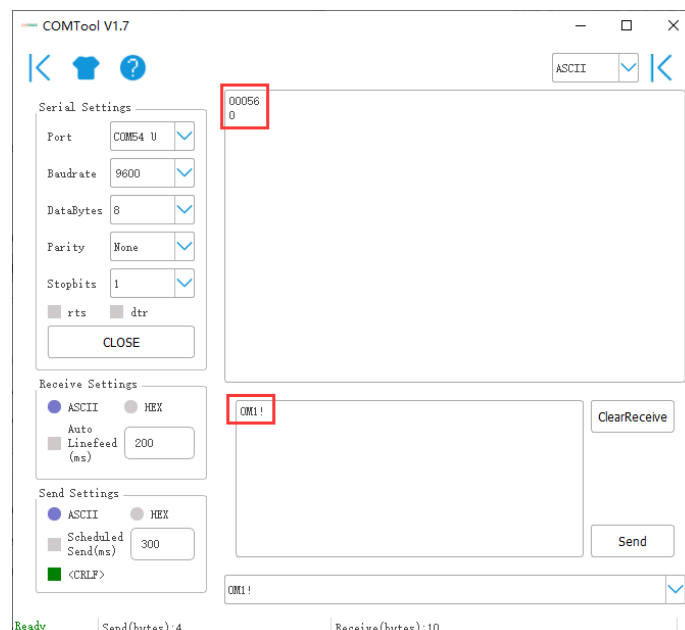 COMTool V1.7
ASCII
Serial Settings
Port COM54 U
Baudrate 9600
DataBytes 8
Parity None
Stopbits 1
rts dtr
CLOSE
00056
0
Receive Settings
ASCII HEX
Auto
Linefeed
(ms)
200
0M1!
ClearReceive
Send Settings
ASCII HEX
Scheduled
Send(ms)
300
<CRLF>
Send
0M1!
Ready Send(bytes):4 Receive(bytes):10